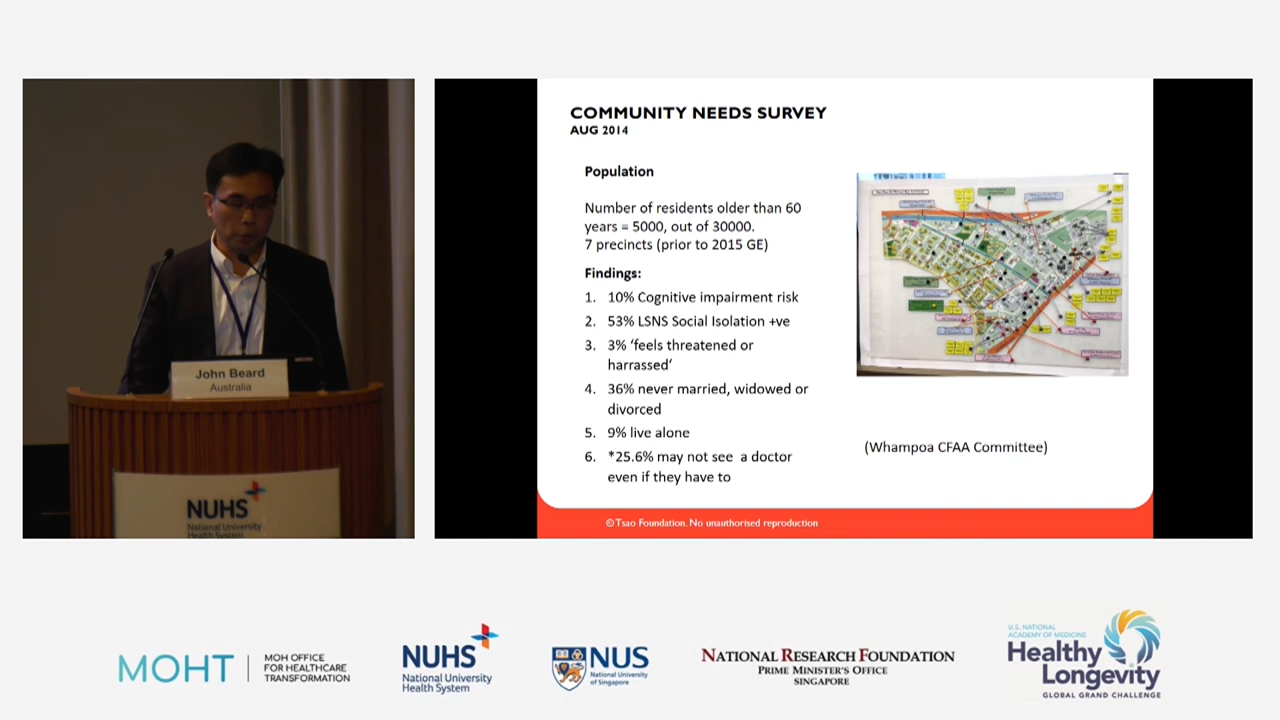 COMMUNITY NEEDS SURVEY
AUG 2014
Population
Number of residents older than 60
years = 5000, out of 30000.
7 precincts (prior to 2015 GE)
Findings:
1. 10% Cognitive impairment risk
2. 53% LSNS Social Isolation +ve
3. 3% ‘feels threatened or
harrassed‘
4. 36% never married, widowed or
divorced
5. 9% live alone
6. *25.6% may not see a doctor
even if they have to
(Whampoa CFAA Committee)
© Tsao Foundation. No unauthorised reproduction
John Beard
Australia
NUHS
National University
Health System
MOHT
MOH OFFICE
FOR HEALTHCARE
TRANSFORMATION
NUHS
National University
Health System
NUS
National University
of Singapore
NATIONAL RESEARCH FOUNDATION
PRIME MINISTER'S OFFICE
SINGAPORE
U.S. NATIONAL
ACADEMY OF MEDICINE
Healthy
Longevity
GLOBAL GRAND CHALLENGE